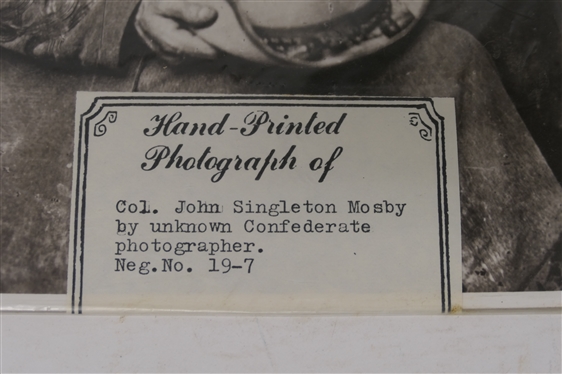 Hand-Printed
Photograph of
Col. John Singleton Mosby
by unknown Confederate
photographer.
Neg.No. 19-7